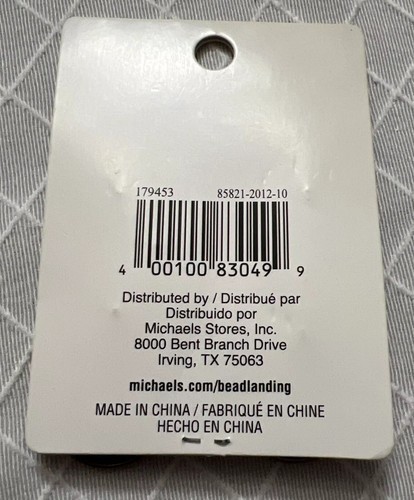 179453 85821-2012-10
4 00100 83049 9
Distributed by / Distribué par
Distribuido por
Michaels Stores, Inc.
8000 Bent Branch Drive
Irving, TX 75063
michaels.com/beadlanding
MADE IN CHINA / FABRIQUÉ EN CHINE
HECHO EN CHINA